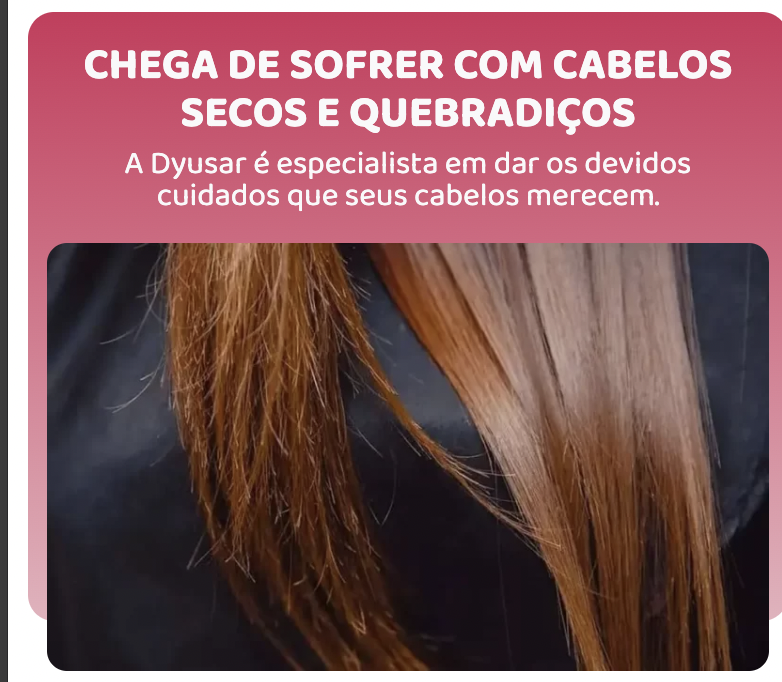 CHEGA DE SOFRER COM CABELOS
SECOS E QUEBRADIÇOS
A Dyusar é especialista em dar os devidos
cuidados que seus cabelos merecem.